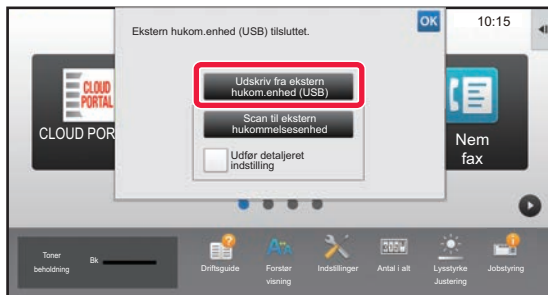 Ekstern hukom.enhed (USB) tilsluttet.
OK
10:15
Udskriv fra ekstern
hukom.enhed (USB)
Scan til ekstern
hukommelsesenhed
Udfør detaljeret
indstilling
CLOUD
PORTAL
CLOUD POR
Nem
fax
Toner
beholdning
Bk
Driftsguide
Forstør
visning
Indstillinger
Antal i alt
Lysstyrke
Justering
Jobstyring